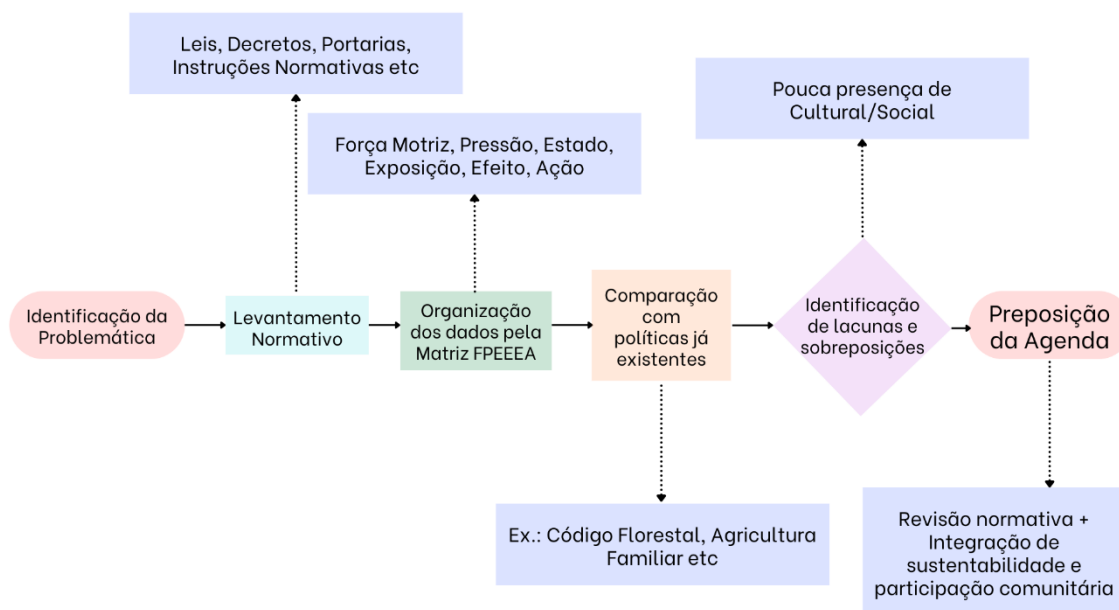 Leis, Decretos, Portarias,
Instruções Normativas etc
Pouca presença de
Cultural/Social
Força Motriz, Pressão, Estado,
Exposição, Efeito, Ação
Identificação da
Problemática
Levantamento
Normativo
Organização
dos dados pela
Matriz FPEEEA
Comparação
com
políticas já
existentes
Identificação
de lacunas e
sobreposições
Preposição
da Agenda
Ex.: Código Florestal, Agricultura
Familiar etc
Revisão normativa +
Integração de
sustentabilidade e
participação comunitária